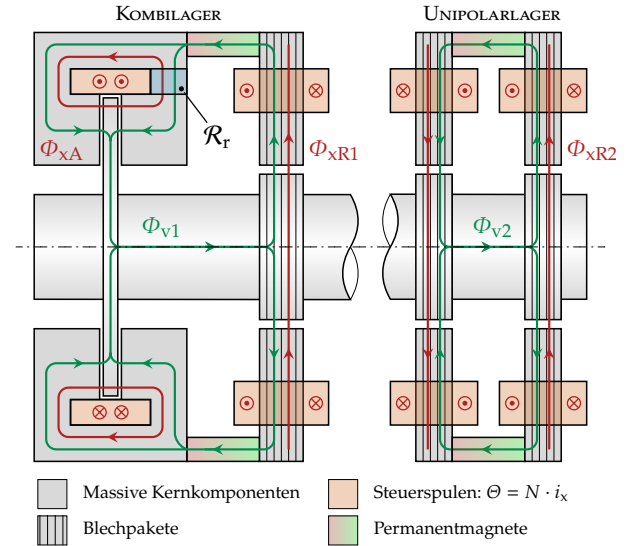 KOMBILAGER
UNIPOLARLAGER
ℛr
ΦxA
ΦxR1
ΦxR2
Φv1
Φv2
Massive Kernkomponenten
Steuerspulen: Θ = N · ix
Blechpakete
Permanentmagnete